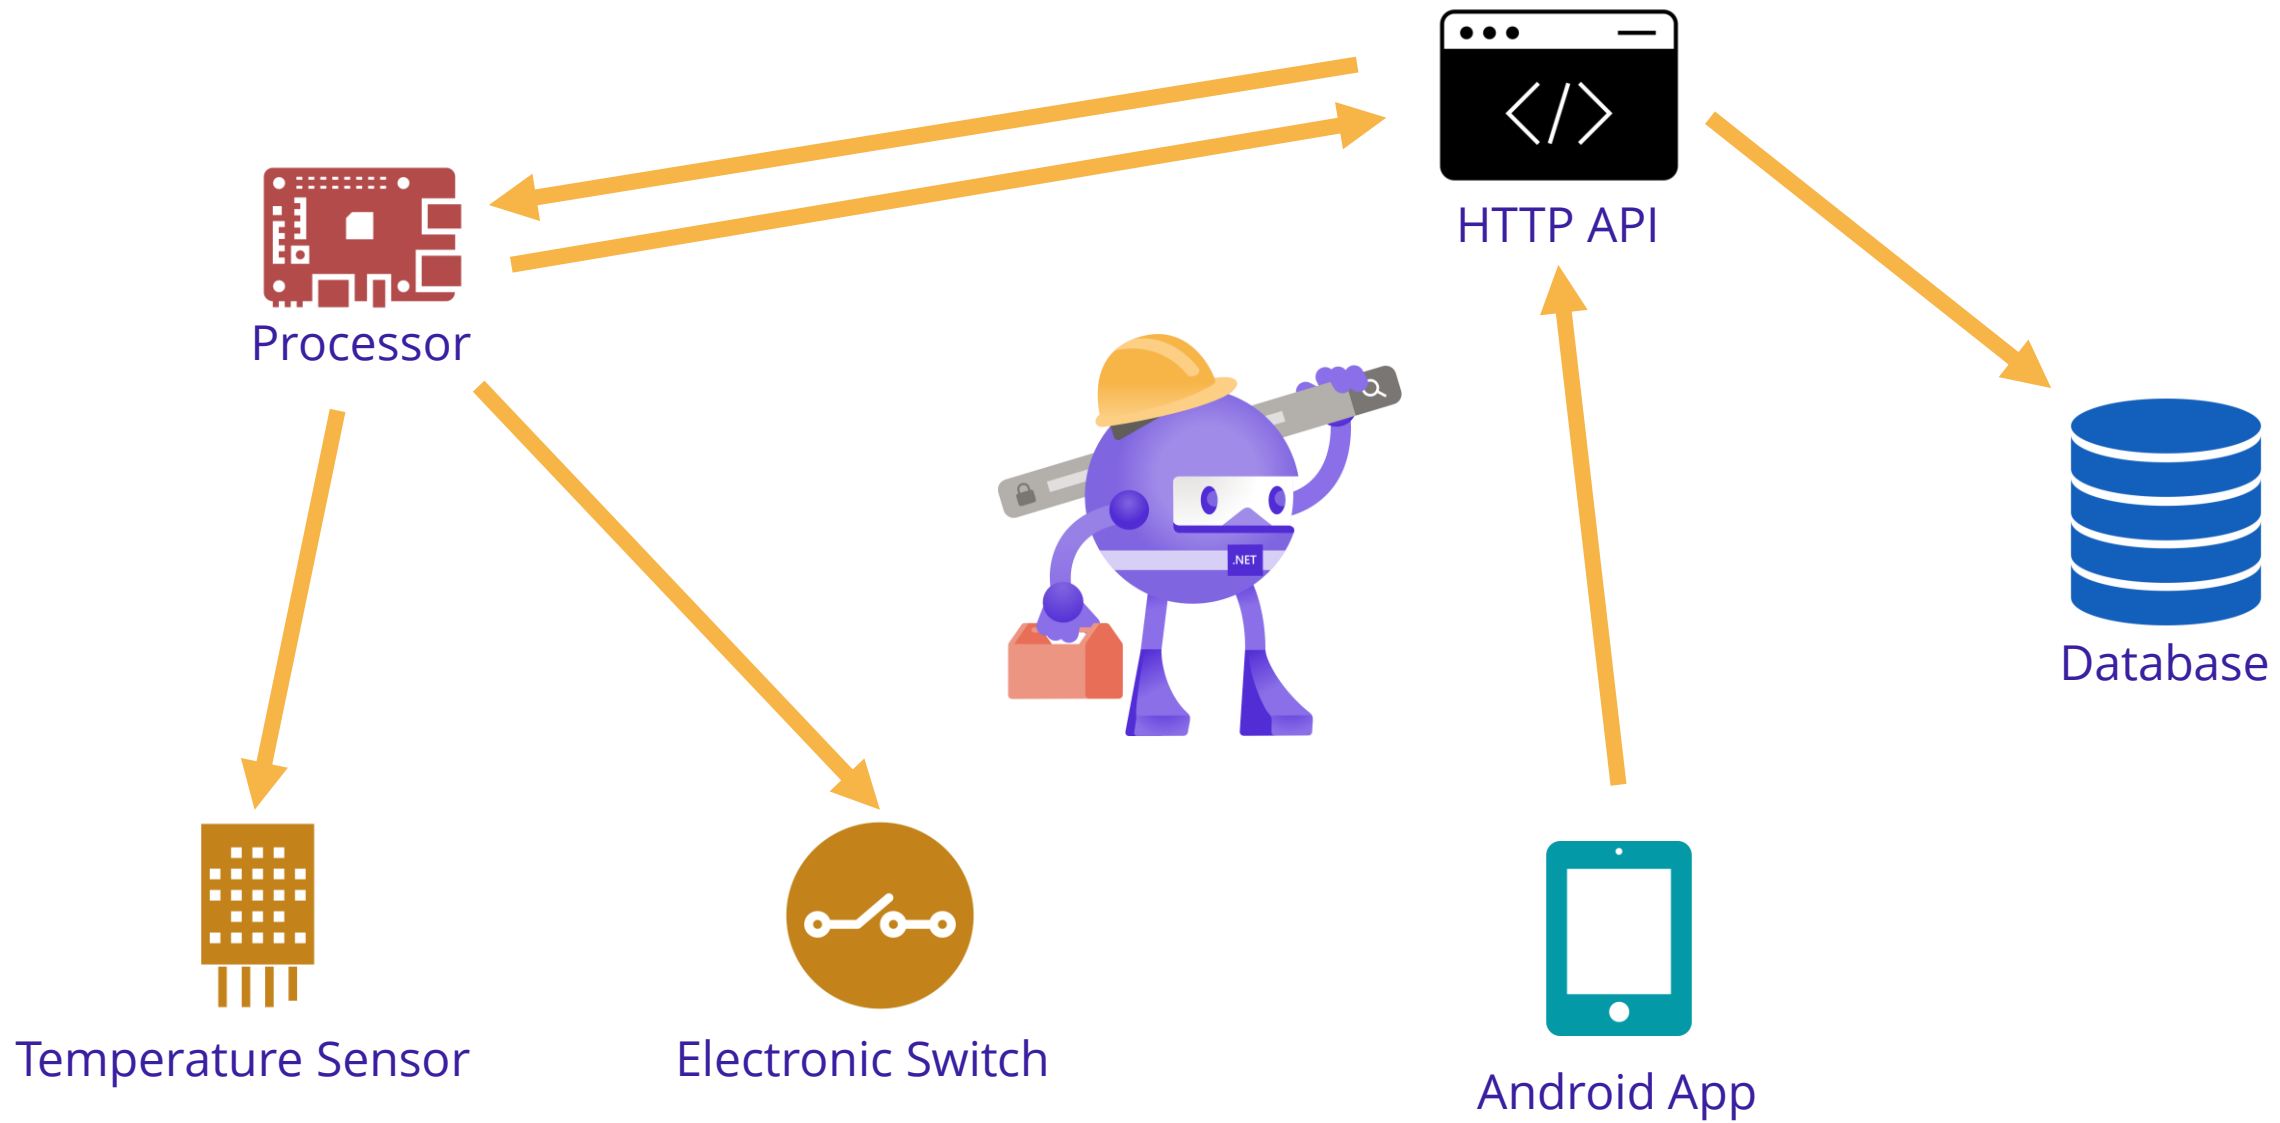 HTTP API
Processor
.NET
Database
Temperature Sensor
Electronic Switch
Android App